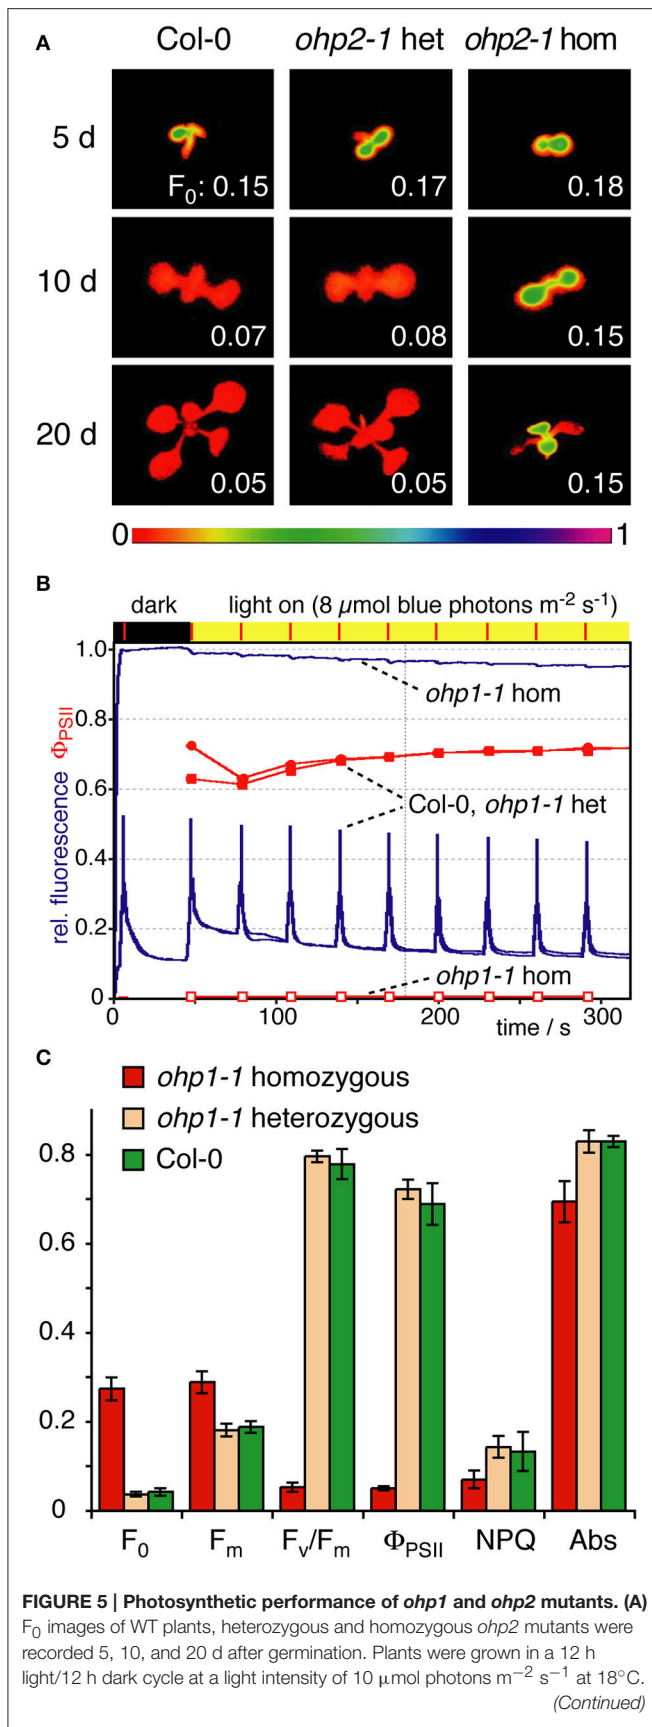 A
Col-0 ohp2-1 het ohp2-1 hom
5 d
F₀: 0.15 0.17 0.18
10 d
0.07 0.08 0.15
20 d
0.05 0.05 0.15
0 1
B
dark light on (8 µmol blue photons m⁻² s⁻¹)
rel. fluorescence Φ_PSII
1.0
0.8
0.6
0.4
0.2
0
ohp1-1 hom
Col-0, ohp1-1 het
ohp1-1 hom
0 100 200 300
time / s
C
ohp1-1 homozygous
ohp1-1 heterozygous
Col-0
0.8
0.6
0.4
0.2
0
F₀ Fₘ Fᵥ/Fₘ Φ_PSII NPQ Abs
FIGURE 5 | Photosynthetic performance of ohp1 and ohp2 mutants. (A)
F₀ images of WT plants, heterozygous and homozygous ohp2 mutants were
recorded 5, 10, and 20 d after germination. Plants were grown in a 12 h
light/12 h dark cycle at a light intensity of 10 µmol photons m⁻² s⁻¹ at 18°C.
(Continued)